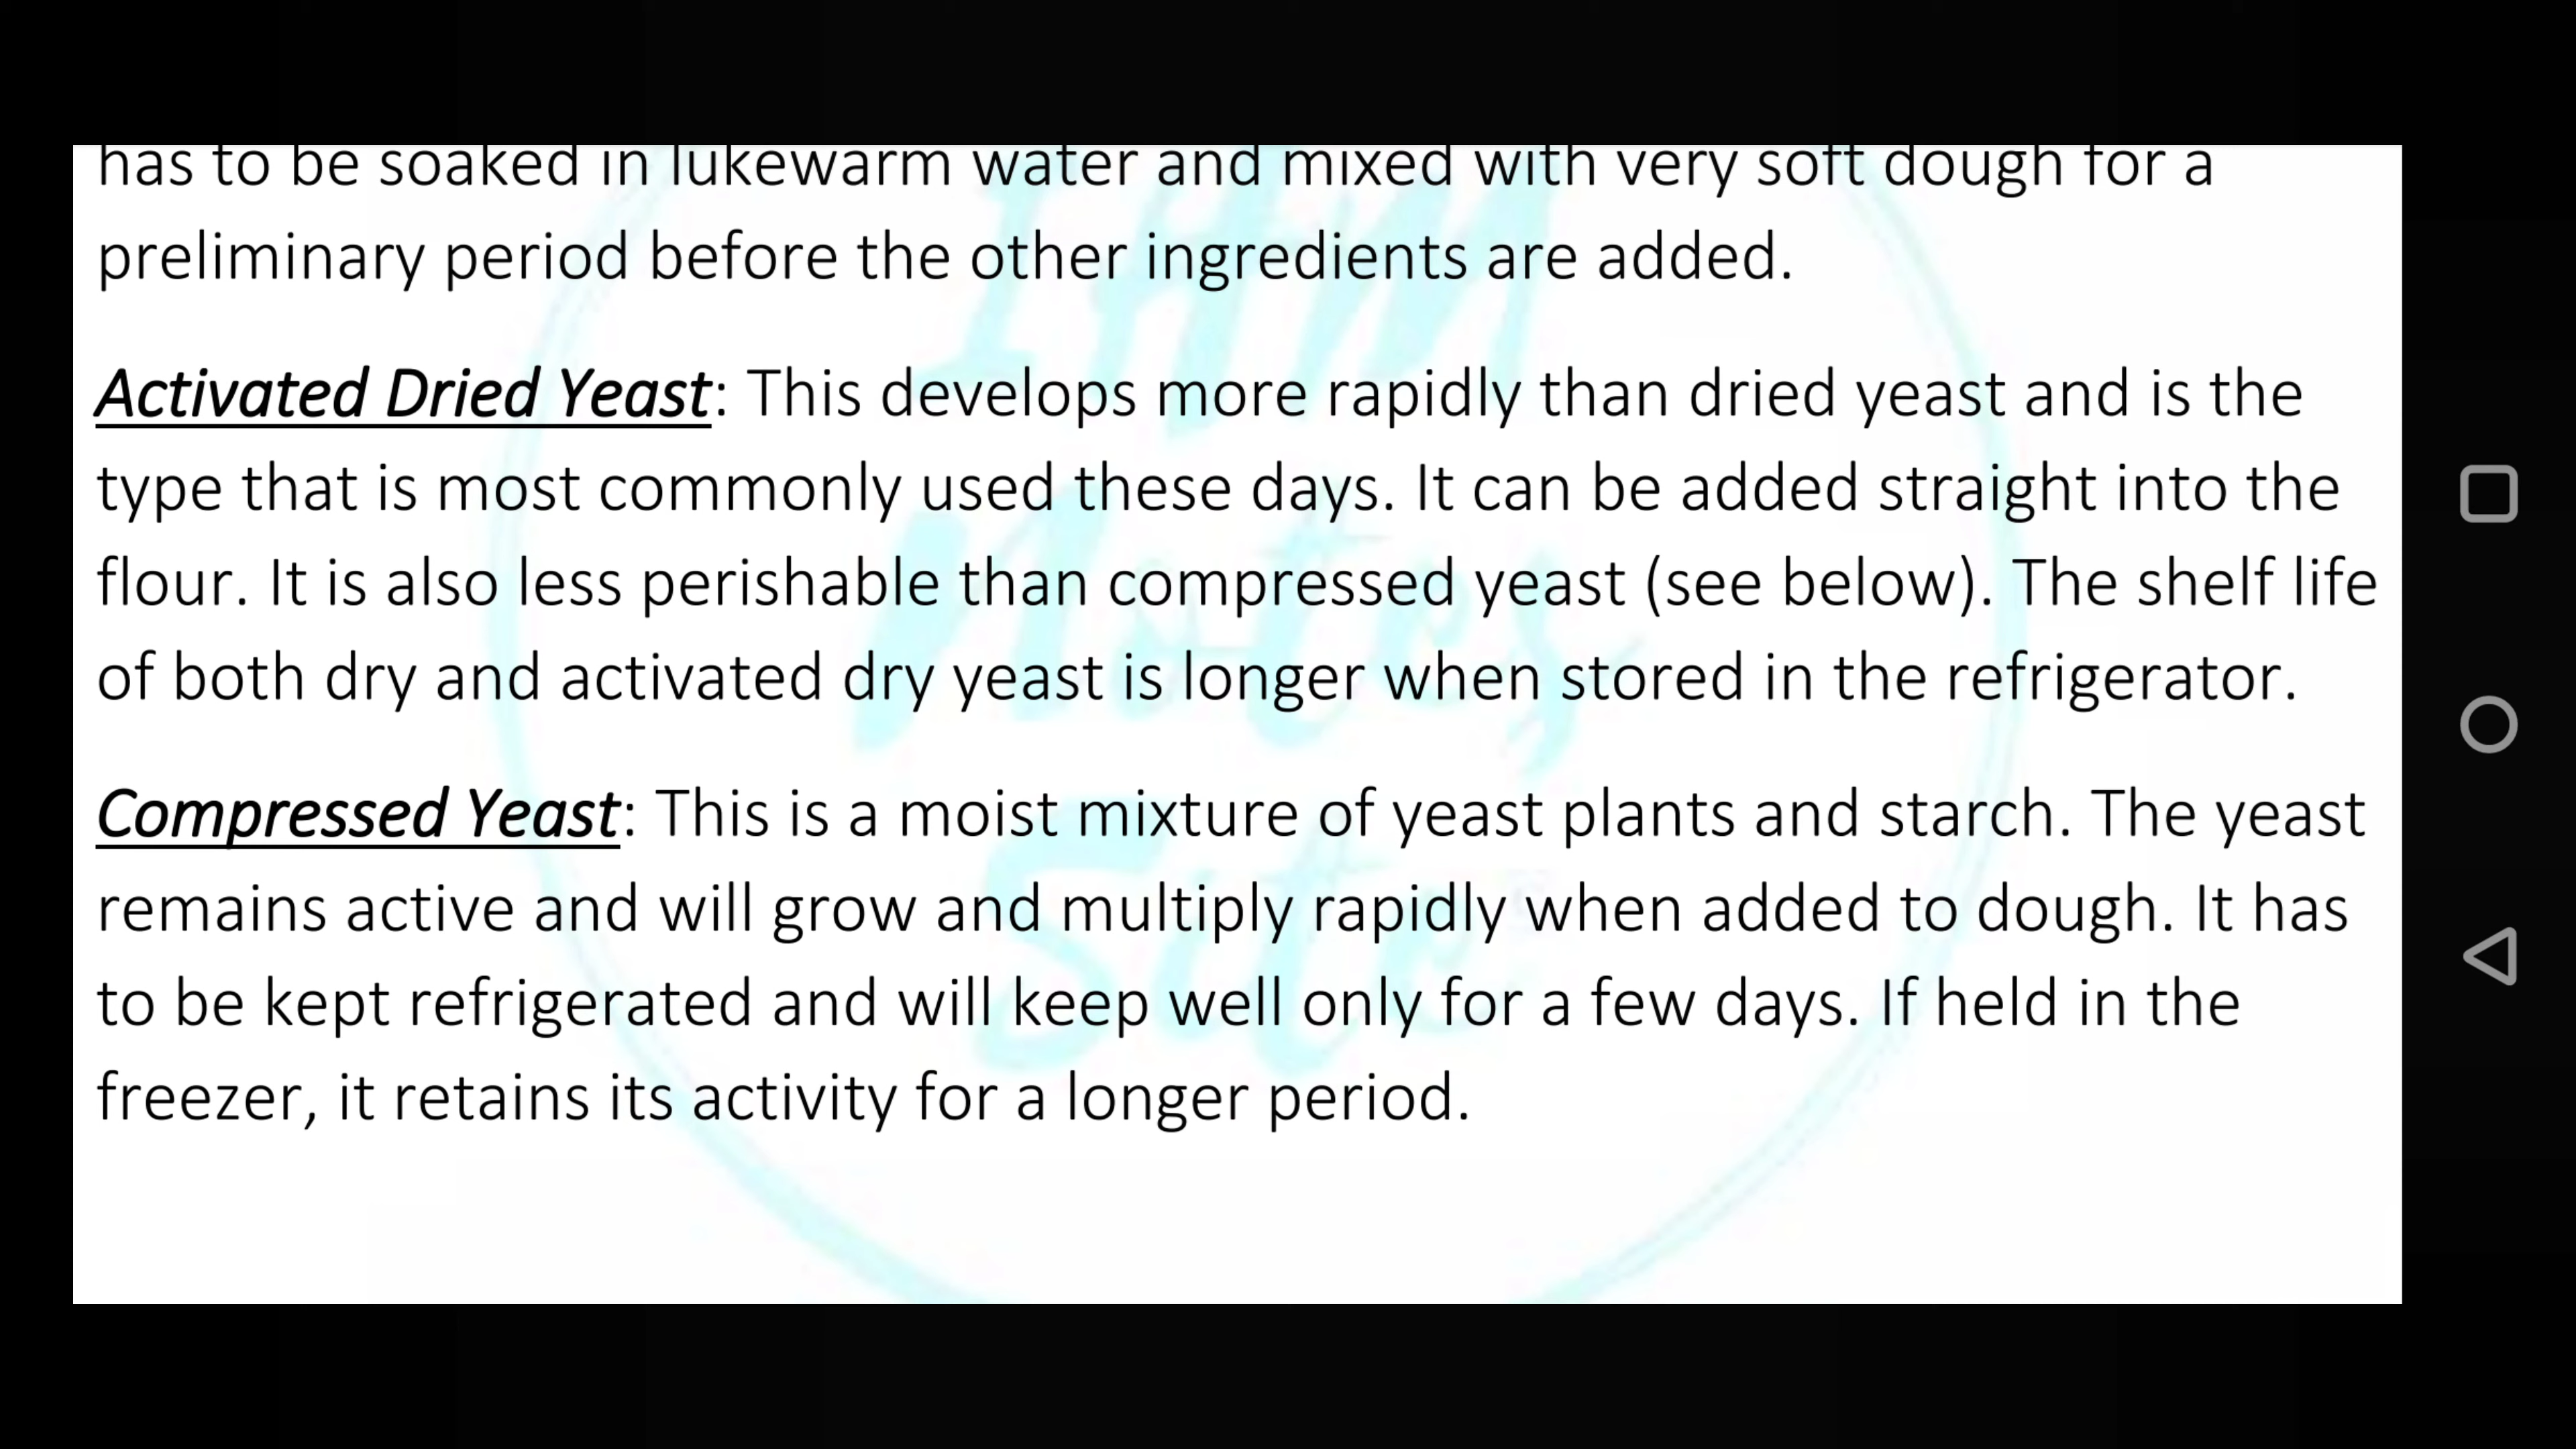 has to be soaked in lukewarm water and mixed with very soft dough for a
preliminary period before the other ingredients are added.
Activated Dried Yeast: This develops more rapidly than dried yeast and is the
type that is most commonly used these days. It can be added straight into the
flour. It is also less perishable than compressed yeast (see below). The shelf life
of both dry and activated dry yeast is longer when stored in the refrigerator.
Compressed Yeast: This is a moist mixture of yeast plants and starch. The yeast
remains active and will grow and multiply rapidly when added to dough. It has
to be kept refrigerated and will keep well only for a few days. If held in the
freezer, it retains its activity for a longer period.
IHM
Notes
Site